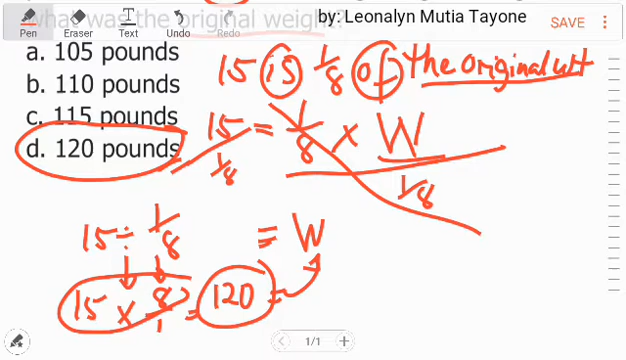 What was the original weight?
by: Leonalyn Mutia Tayone
SAVE
Pen Eraser Text Undo Redo
a. 105 pounds
b. 110 pounds
c. 115 pounds
d. 120 pounds
15 is 1/8 of the original wt
15 = 1/8 x W
1/8 1/8
15 ÷ 1/8 = W
15 x 8/1 = 120
1/1